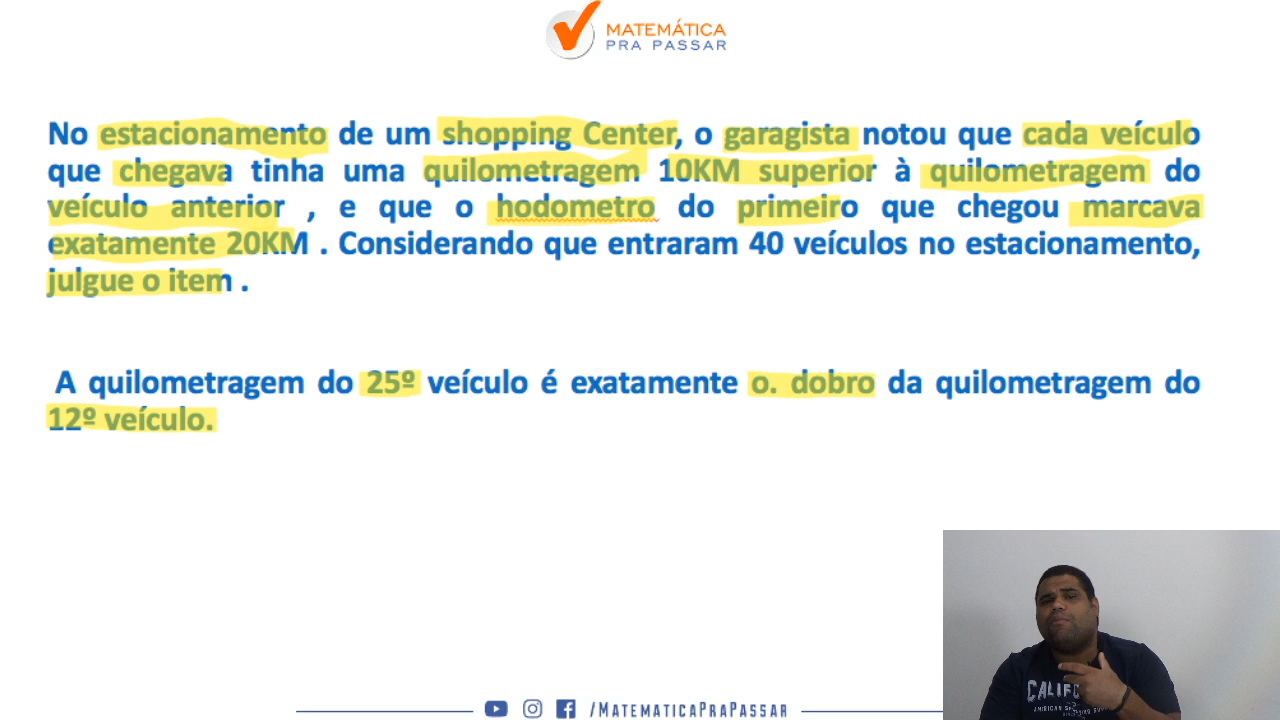 MATEMÁTICA
PRA PASSAR
No estacionamento de um shopping Center, o garagista notou que cada veículo
que chegava tinha uma quilometragem 10KM superior à quilometragem do
veículo anterior , e que o hodometro do primeiro que chegou marcava
exatamente 20KM . Considerando que entraram 40 veículos no estacionamento,
julgue o item .
A quilometragem do 25º veículo é exatamente o. dobro da quilometragem do
12º veículo.
/MATEMATICAPRAPASSAR